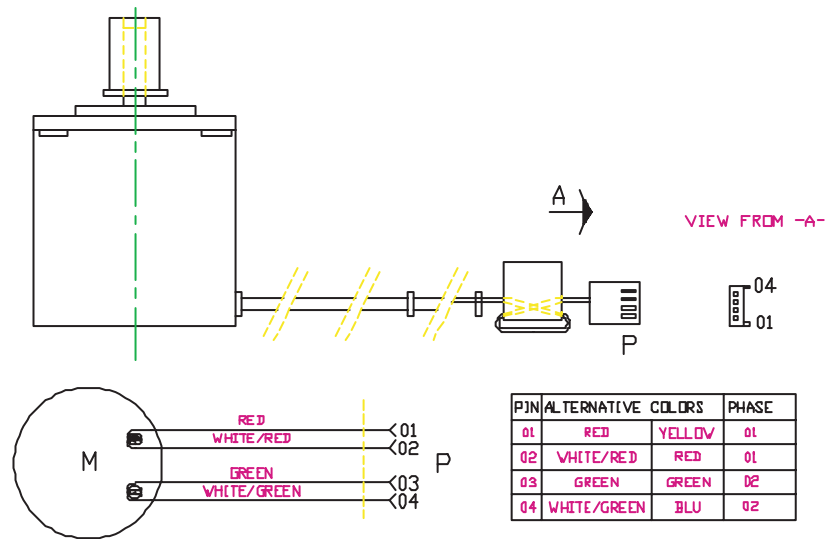 A
VIEW FROM -A-
04
01
P
RED
01
WHITE/RED
02
M
P
GREEN
03
WHITE/GREEN
04
PIN ALTERNATIVE COLORS PHASE
01 RED YELLOW 01
02 WHITE/RED RED 01
03 GREEN GREEN 02
04 WHITE/GREEN BLU 02